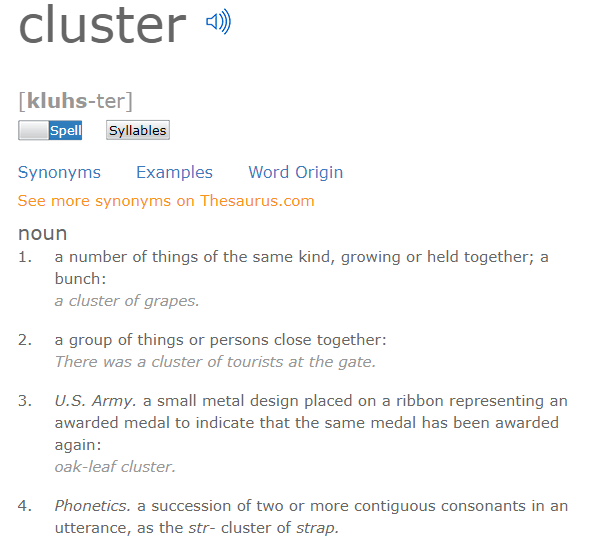 cluster
[kluhs-ter]
Spell Syllables
Synonyms Examples Word Origin
See more synonyms on Thesaurus.com
noun
1. a number of things of the same kind, growing or held together; a
bunch:
a cluster of grapes.
2. a group of things or persons close together:
There was a cluster of tourists at the gate.
3. U.S. Army. a small metal design placed on a ribbon representing an
awarded medal to indicate that the same medal has been awarded
again:
oak-leaf cluster.
4. Phonetics. a succession of two or more contiguous consonants in an
utterance, as the str- cluster of strap.